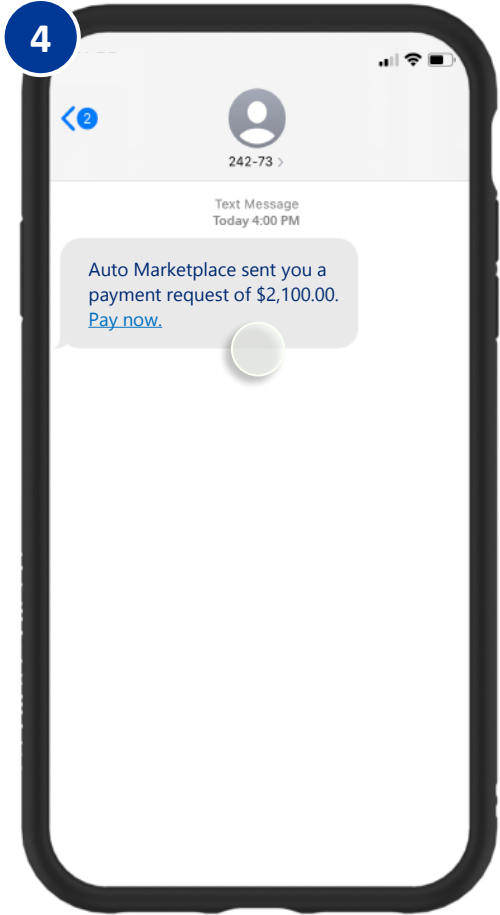 4
2
242-73 >
Text Message
Today 4:00 PM
Auto Marketplace sent you a
payment request of $2,100.00.
Pay now.